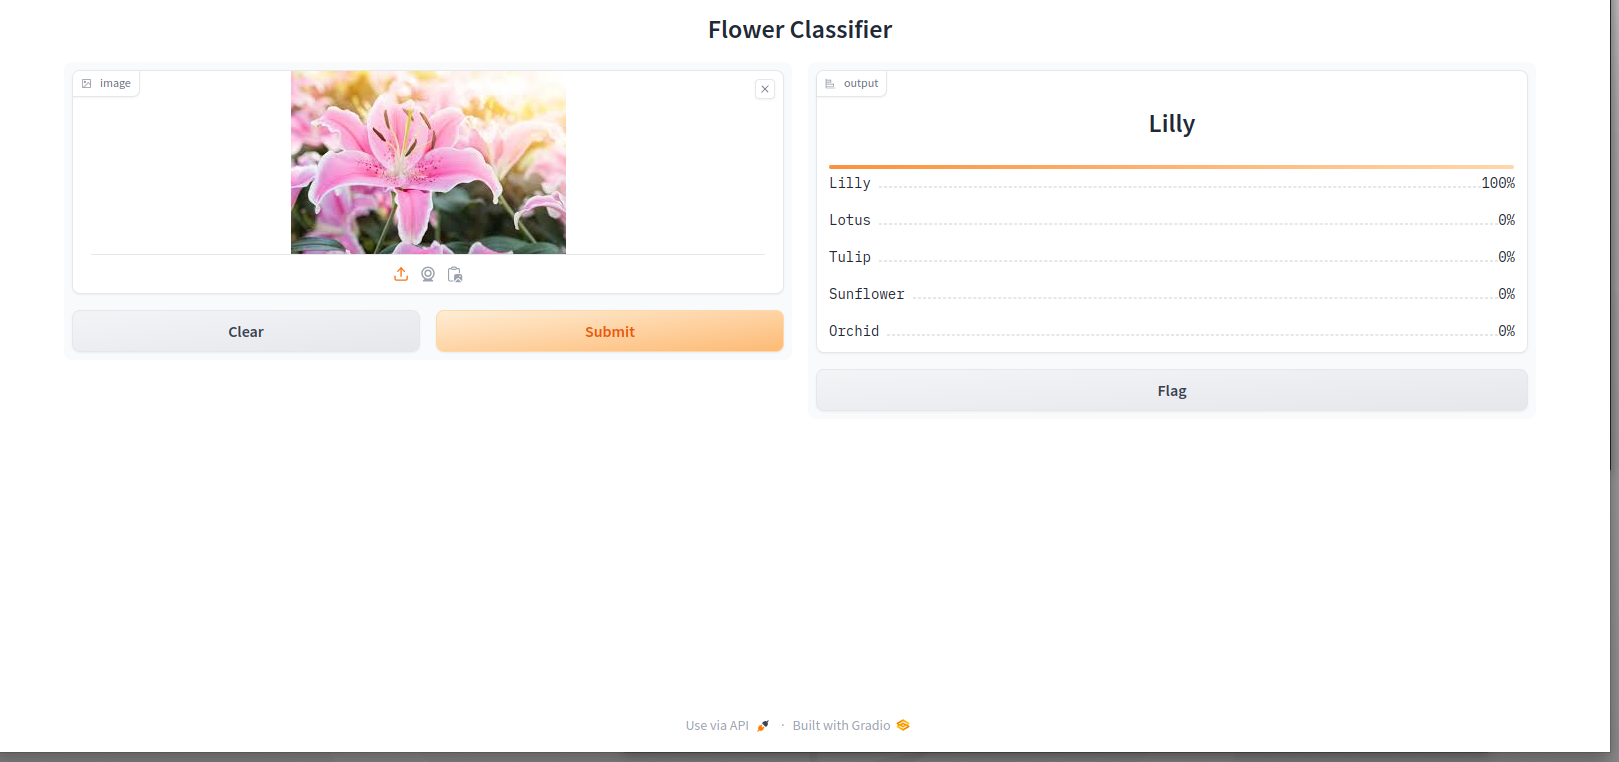 Flower Classifier
image
output
Lilly
Lilly 100%
Lotus 0%
Tulip 0%
Sunflower 0%
Orchid 0%
Clear
Submit
Flag
Use via API · Built with Gradio